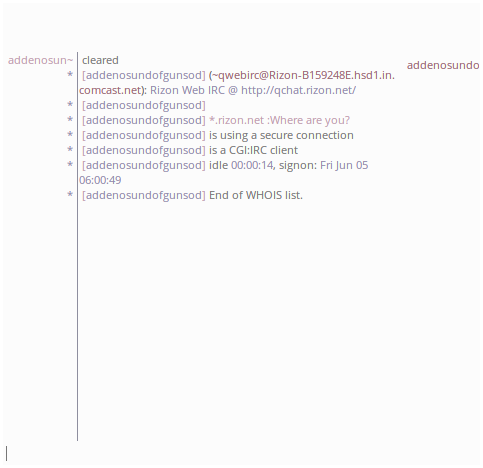 addenosun~ cleared
addenosundo
* [addenosundofgunsod] (~qwebirc@Rizon-B159248E.hsd1.in.
comcast.net): Rizon Web IRC @ http://qchat.rizon.net/
* [addenosundofgunsod]
* [addenosundofgunsod] *.rizon.net :Where are you?
* [addenosundofgunsod] is using a secure connection
* [addenosundofgunsod] is a CGI:IRC client
* [addenosundofgunsod] idle 00:00:14, signon: Fri Jun 05
06:00:49
* [addenosundofgunsod] End of WHOIS list.